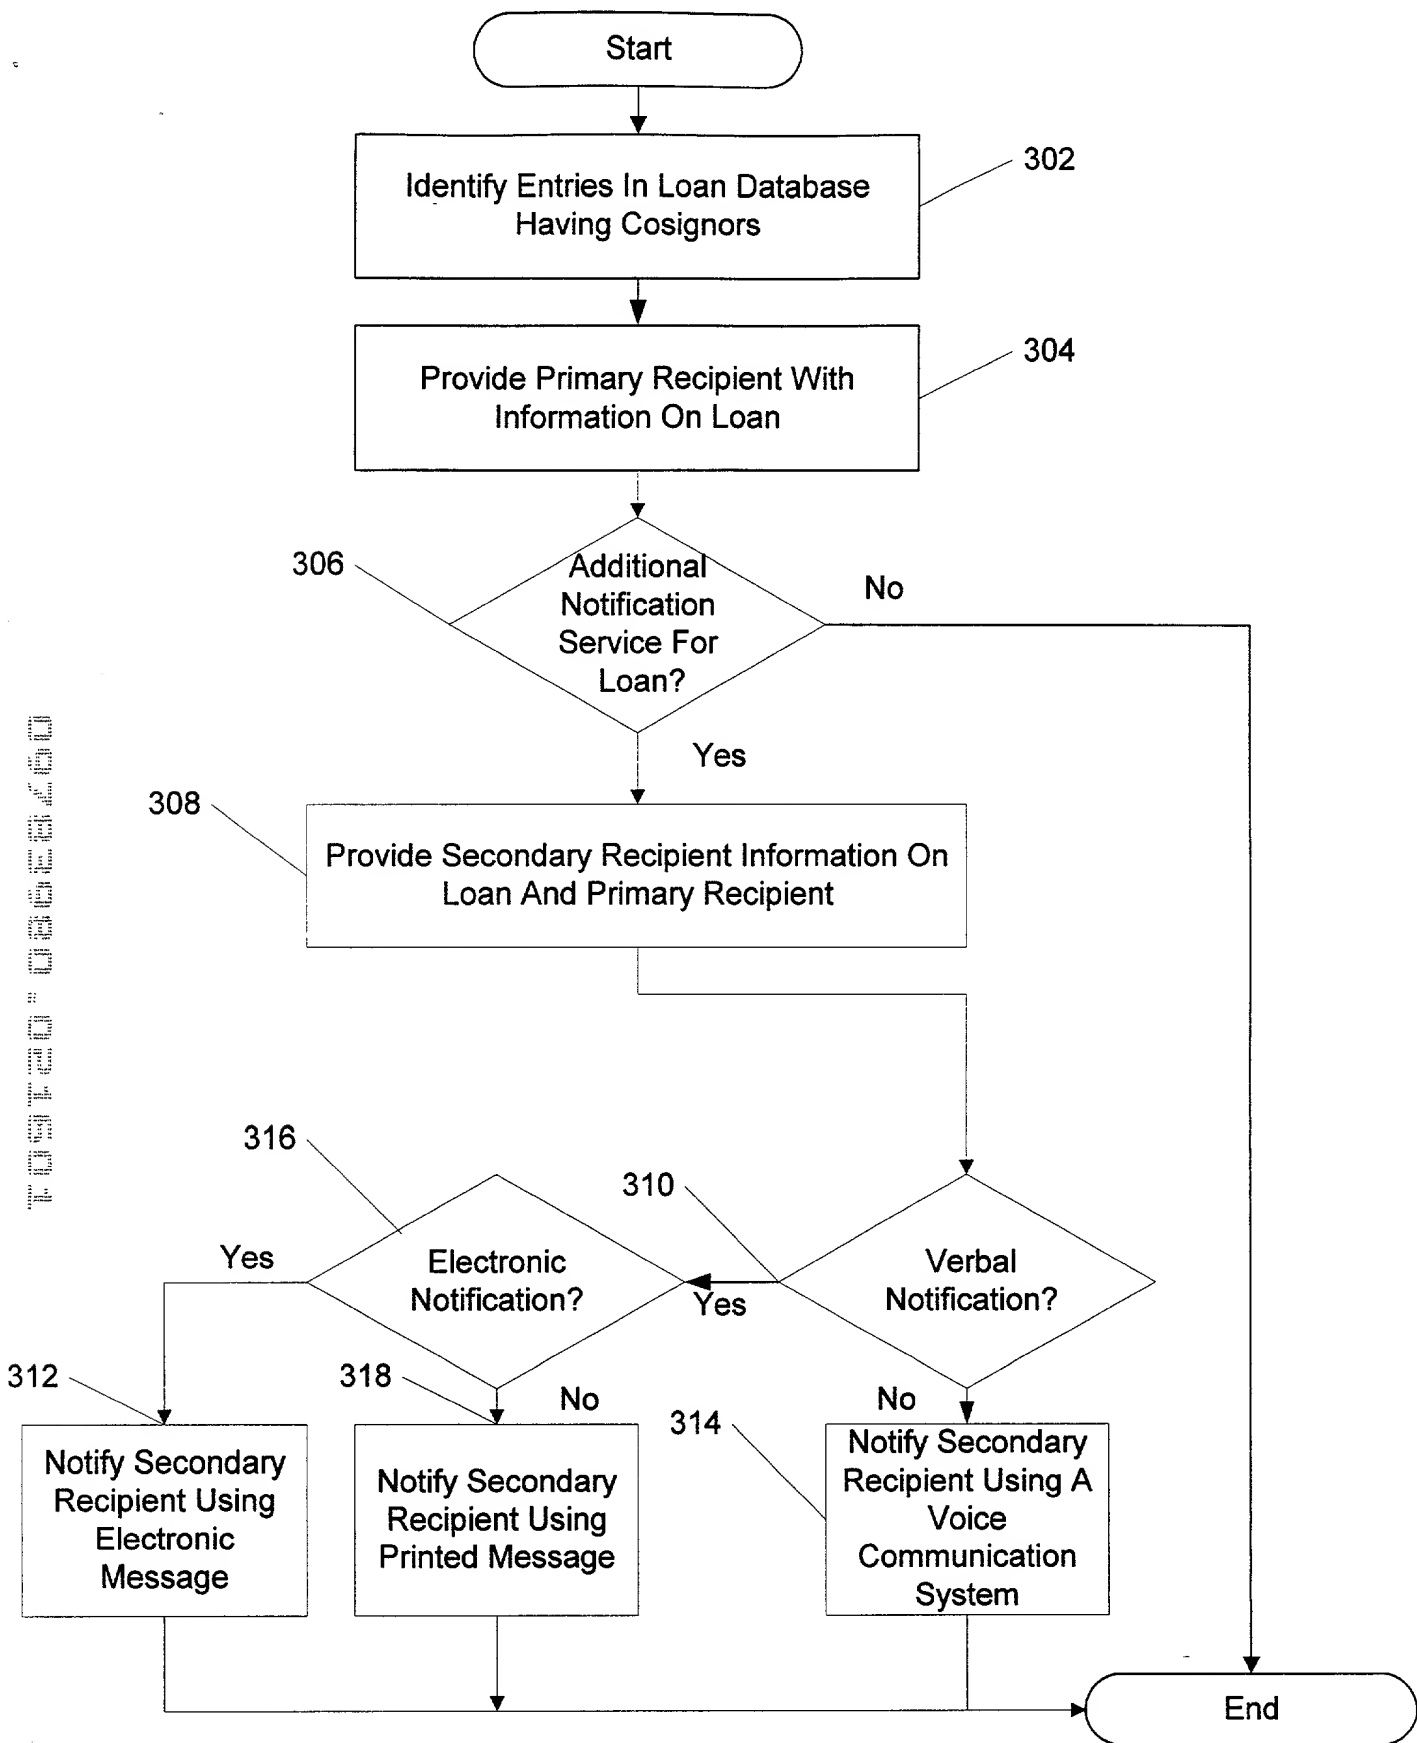 Start
302
Identify Entries In Loan Database
Having Cosignors
304
Provide Primary Recipient With
Information On Loan
306
Additional
Notification
Service For
Loan?
No
Yes
308
Provide Secondary Recipient Information On
Loan And Primary Recipient
316
310
Yes
Electronic
Notification?
Yes
Verbal
Notification?
312
318
No
No
314
Notify Secondary
Recipient Using
Electronic
Message
Notify Secondary
Recipient Using
Printed Message
Notify Secondary
Recipient Using A
Voice
Communication
System
End